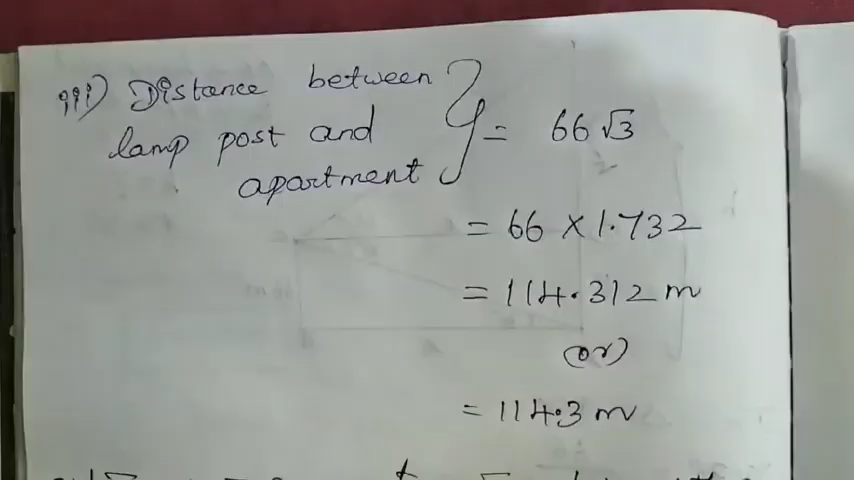 iii) Distance between
lamp post and
apartment } = 66 √3
= 66 × 1.732
= 114.312 m
(or)
= 114.3 m